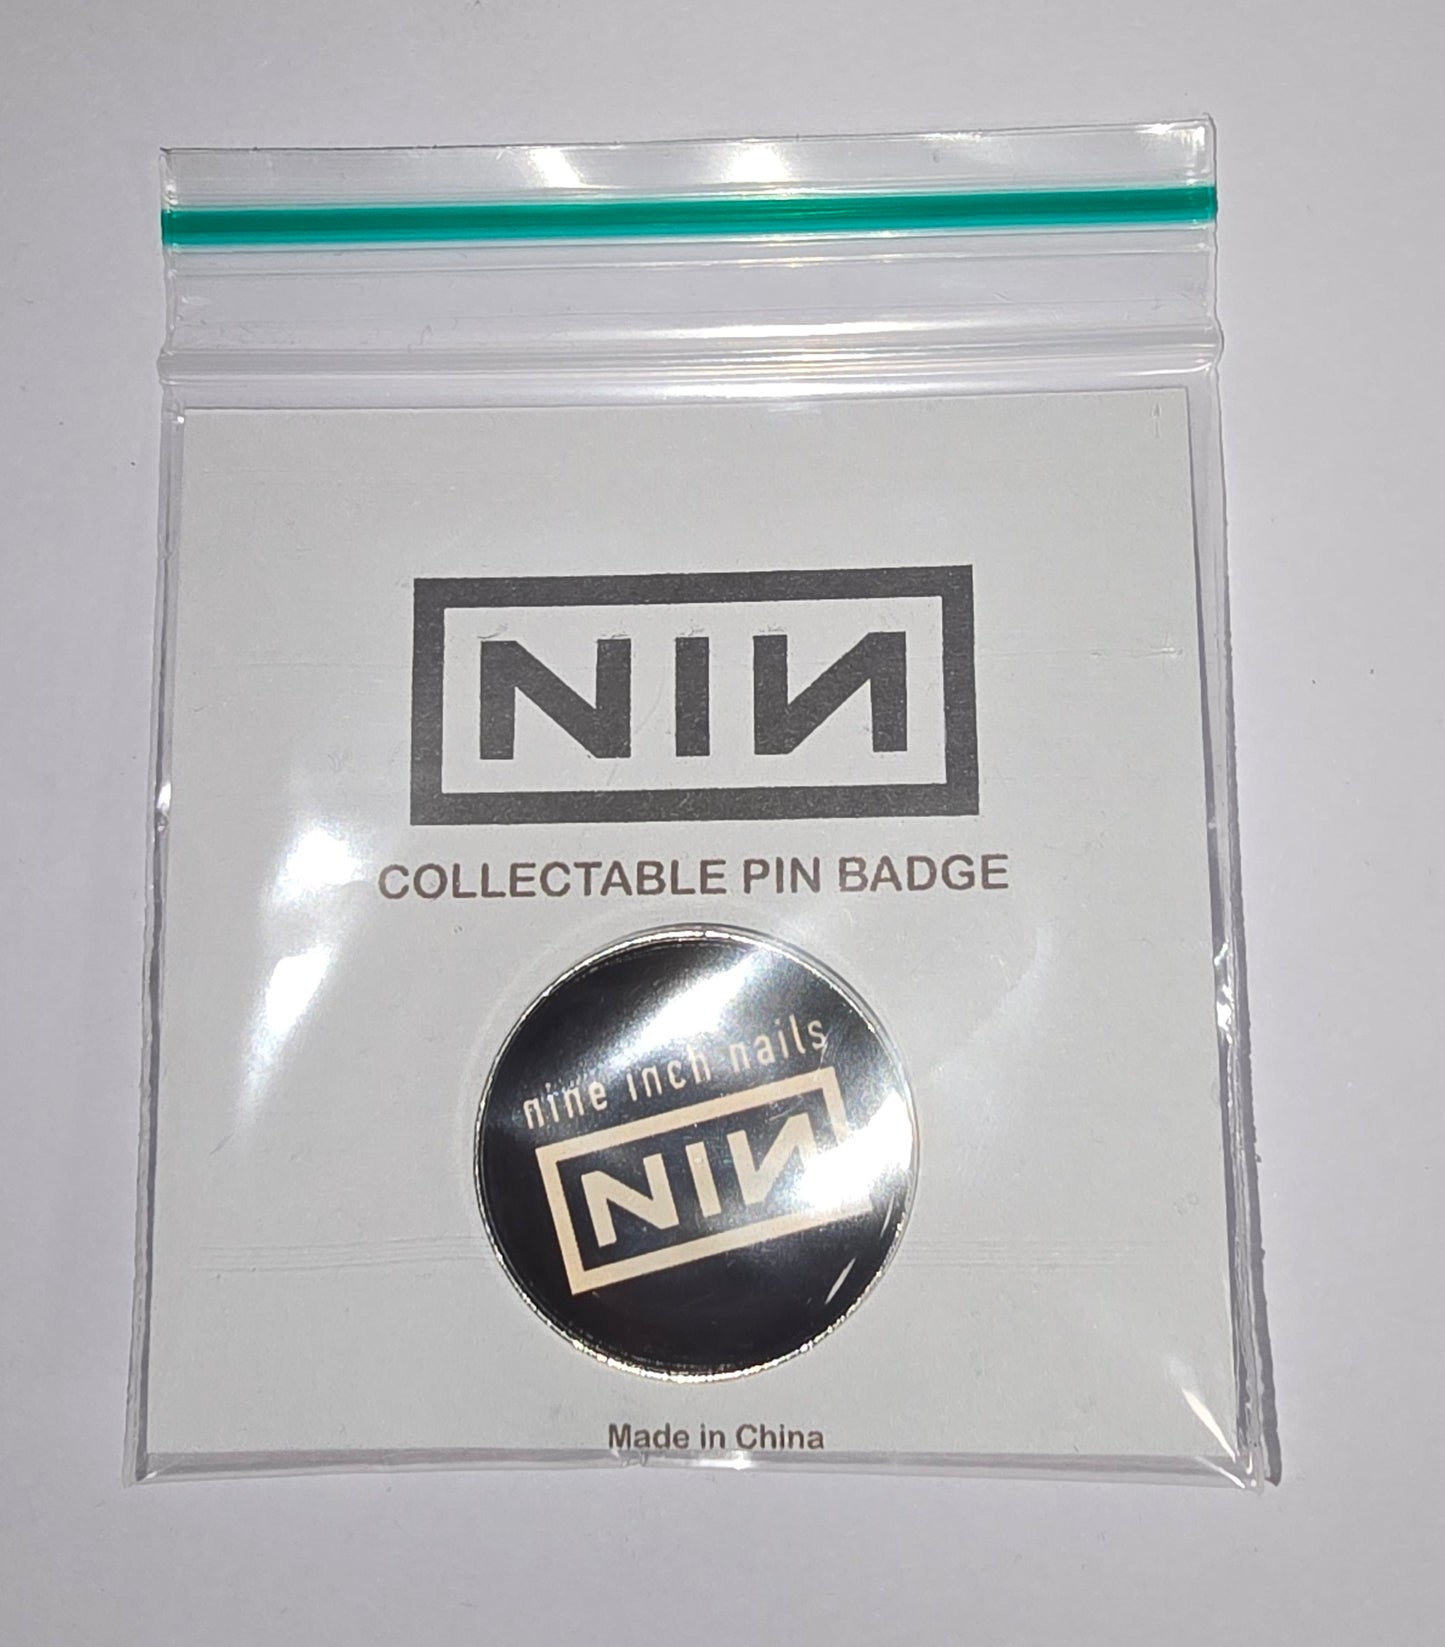 NIИ
COLLECTABLE PIN BADGE
nine inch nails
NIИ
Made in China